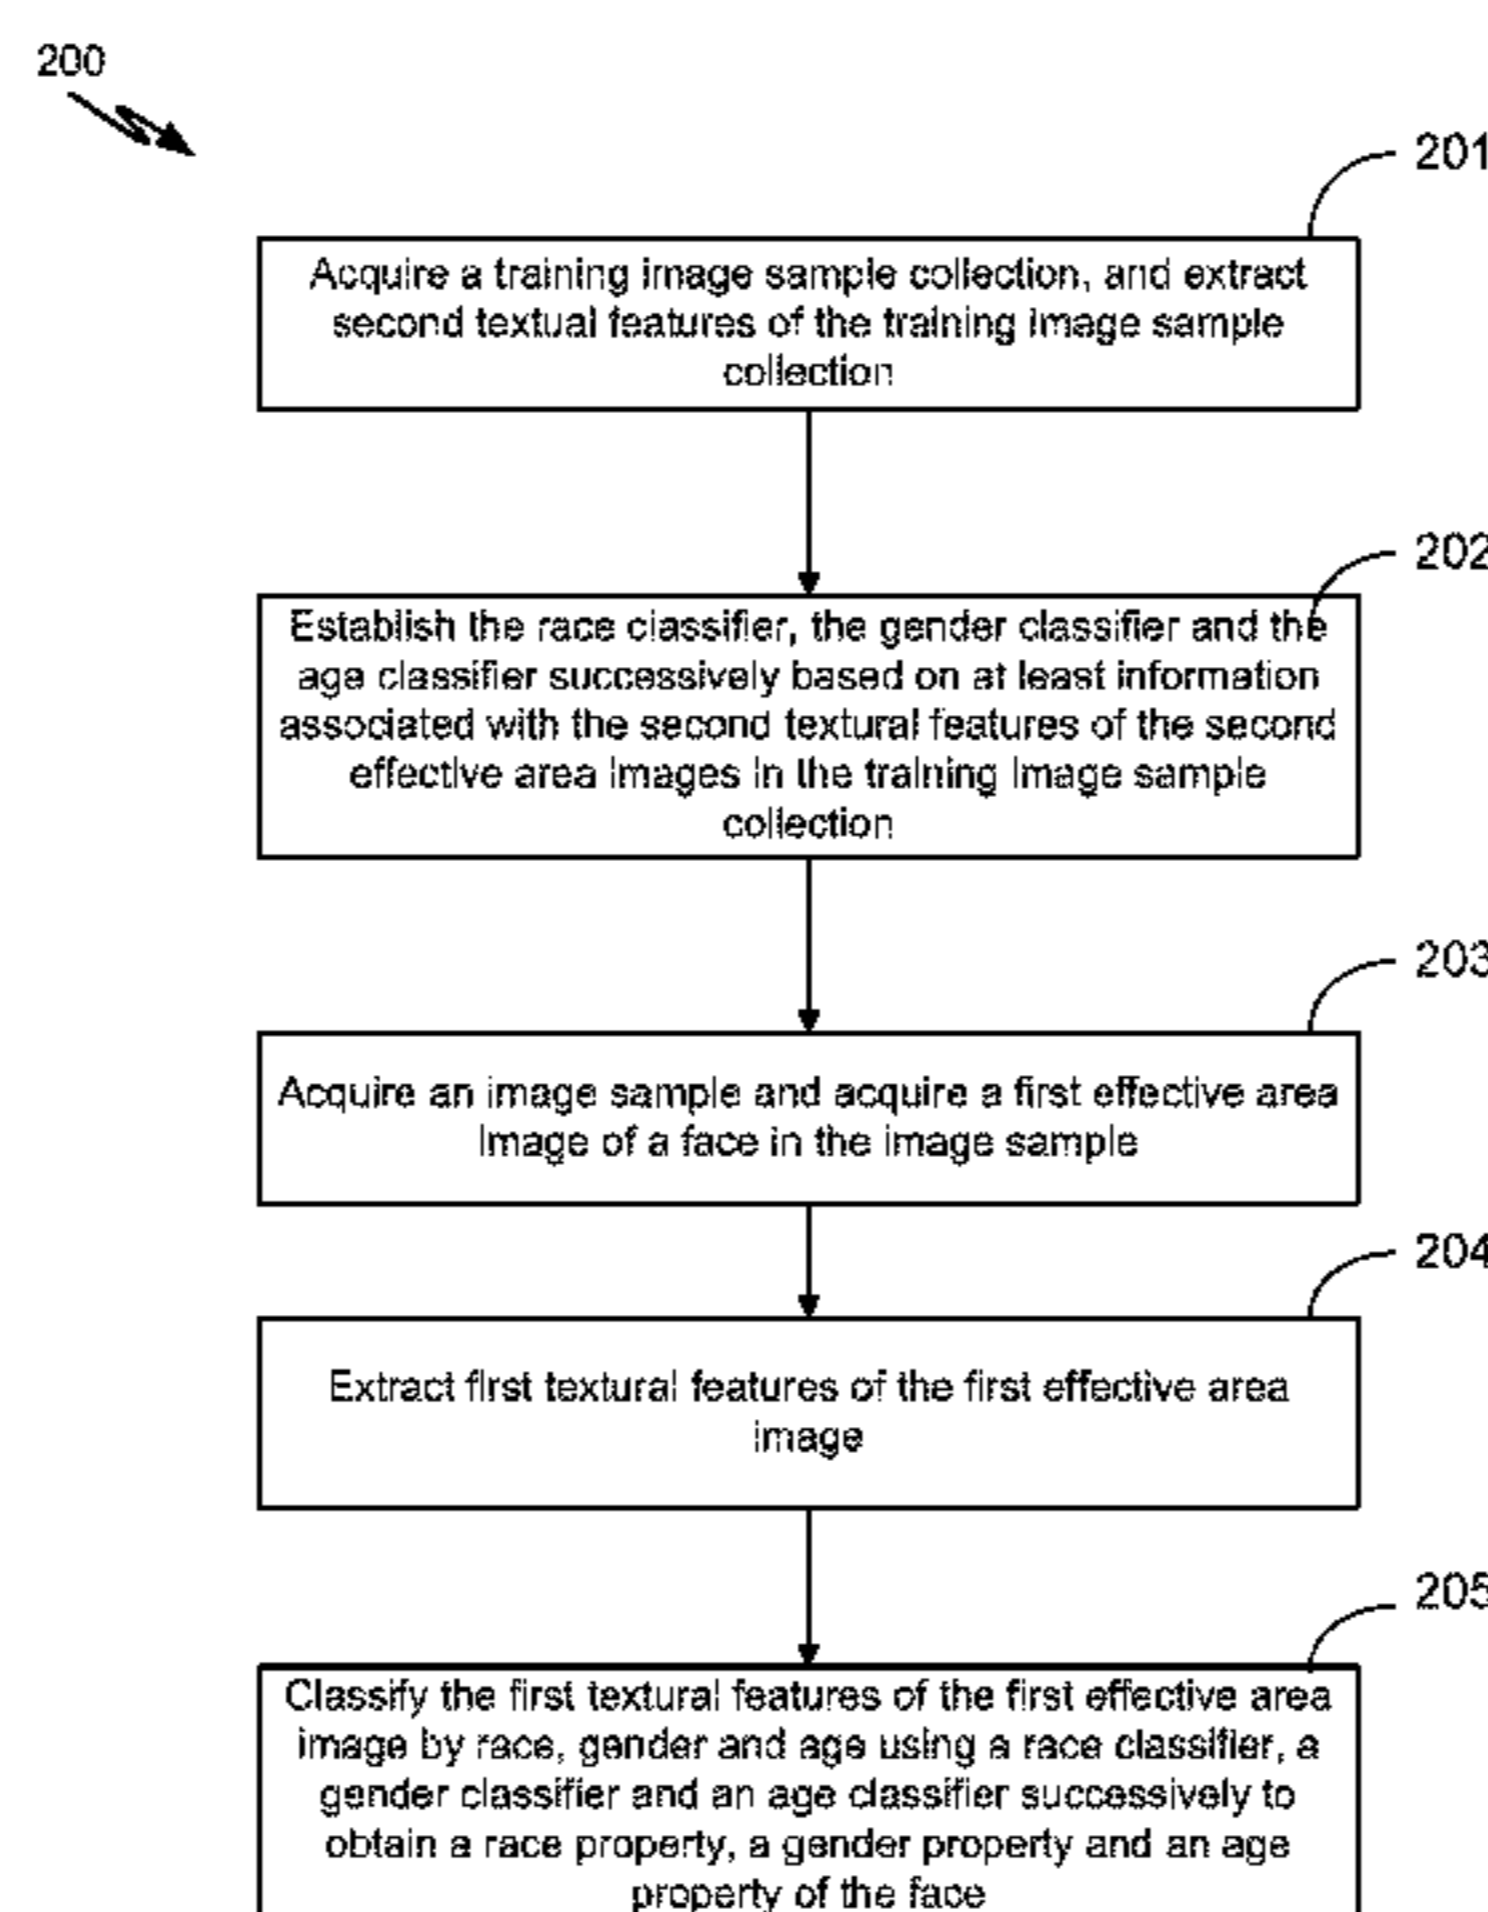 200
201
Acquire a training image sample collection, and extract
second textual features of the training image sample
collection
202
Establish the race classifier, the gender classifier and the
age classifier successively based on at least information
associated with the second textural features of the second
effective area images in the training image sample
collection
203
Acquire an image sample and acquire a first effective area
image of a face in the image sample
204
Extract first textural features of the first effective area
image
205
Classify the first textural features of the first effective area
image by race, gender and age using a race classifier, a
gender classifier and an age classifier successively to
obtain a race property, a gender property and an age
property of the face